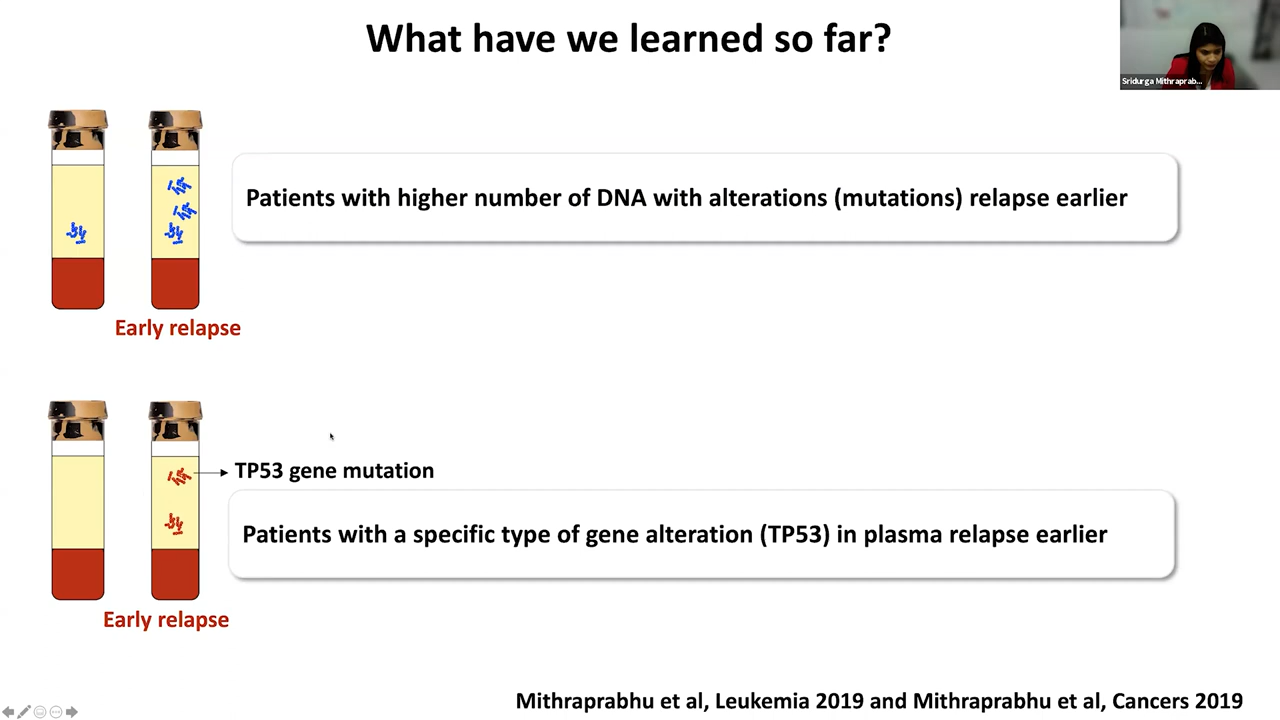 What have we learned so far?
Sridurga Mithraprab...
Patients with higher number of DNA with alterations (mutations) relapse earlier
Early relapse
TP53 gene mutation
Patients with a specific type of gene alteration (TP53) in plasma relapse earlier
Early relapse
Mithraprabhu et al, Leukemia 2019 and Mithraprabhu et al, Cancers 2019